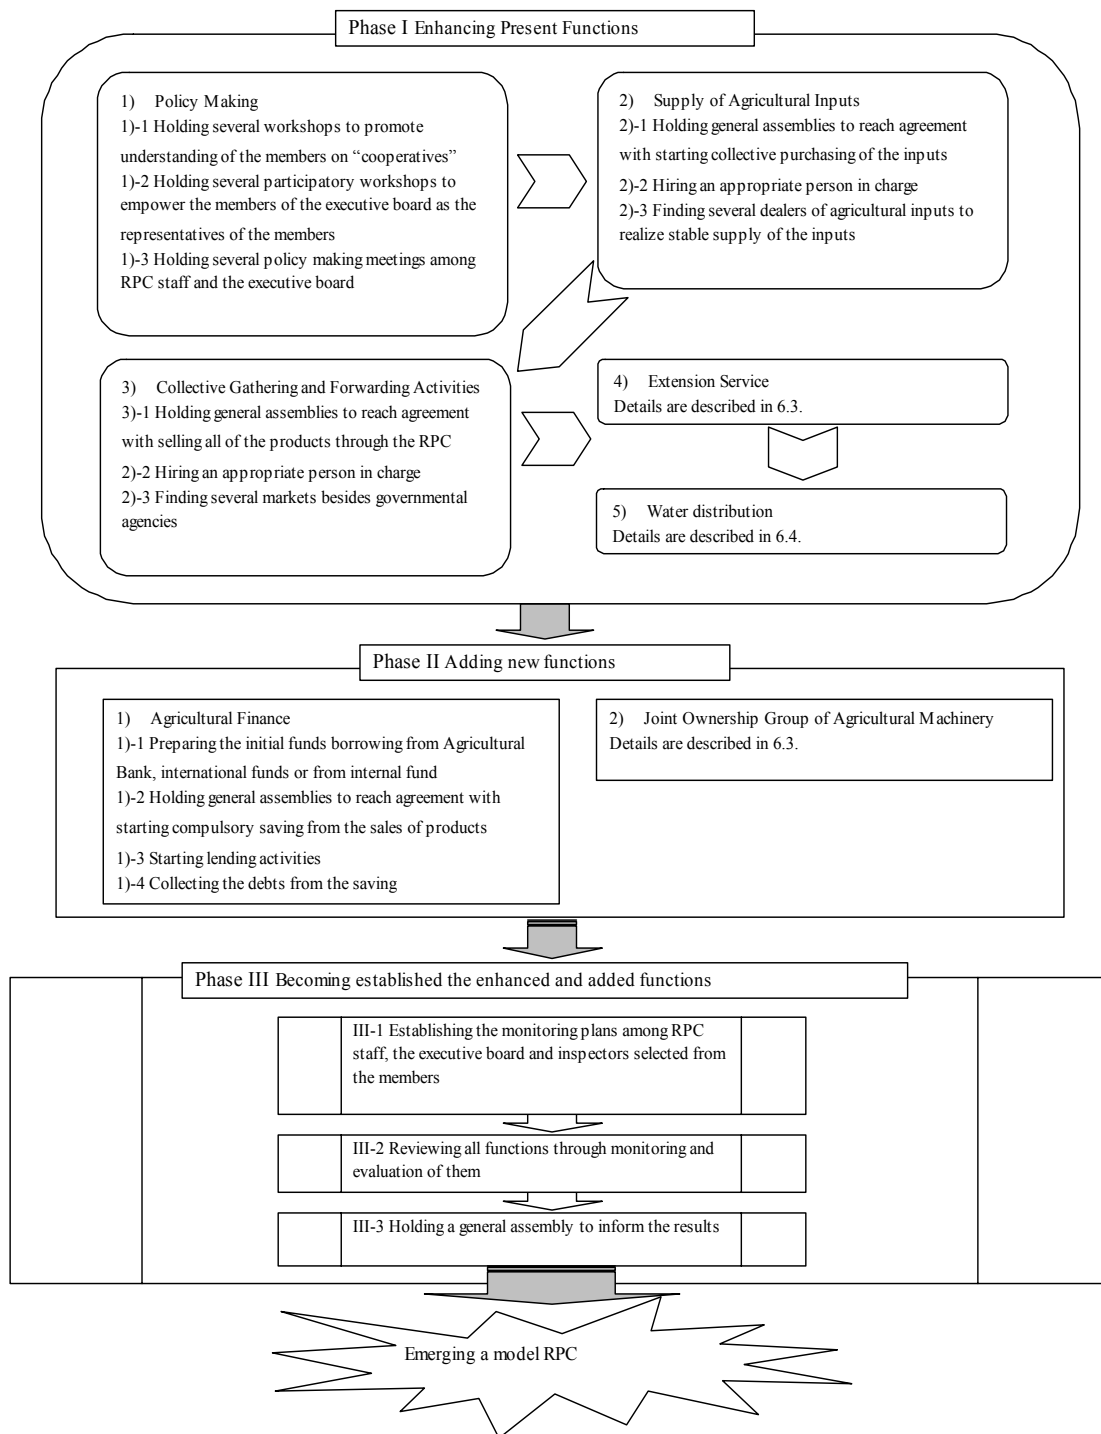 Phase I Enhancing Present Functions
1) Policy Making
1)-1 Holding several workshops to promote
understanding of the members on “cooperatives”
1)-2 Holding several participatory workshops to
empower the members of the executive board as the
representatives of the members
1)-3 Holding several policy making meetings among
RPC staff and the executive board
2) Supply of Agricultural Inputs
2)-1 Holding general assemblies to reach agreement
with starting collective purchasing of the inputs
2)-2 Hiring an appropriate person in charge
2)-3 Finding several dealers of agricultural inputs to
realize stable supply of the inputs
3) Collective Gathering and Forwarding Activities
3)-1 Holding general assemblies to reach agreement
with selling all of the products through the RPC
2)-2 Hiring an appropriate person in charge
2)-3 Finding several markets besides governmental
agencies
4) Extension Service
Details are described in 6.3.
5) Water distribution
Details are described in 6.4.
Phase II Adding new functions
1) Agricultural Finance
1)-1 Preparing the initial funds borrowing from Agricultural
Bank, international funds or from internal fund
1)-2 Holding general assemblies to reach agreement with
starting compulsory saving from the sales of products
1)-3 Starting lending activities
1)-4 Collecting the debts from the saving
2) Joint Ownership Group of Agricultural Machinery
Details are described in 6.3.
Phase III Becoming established the enhanced and added functions
III-1 Establishing the monitoring plans among RPC
staff, the executive board and inspectors selected from
the members
III-2 Reviewing all functions through monitoring and
evaluation of them
III-3 Holding a general assembly to inform the results
Emerging a model RPC